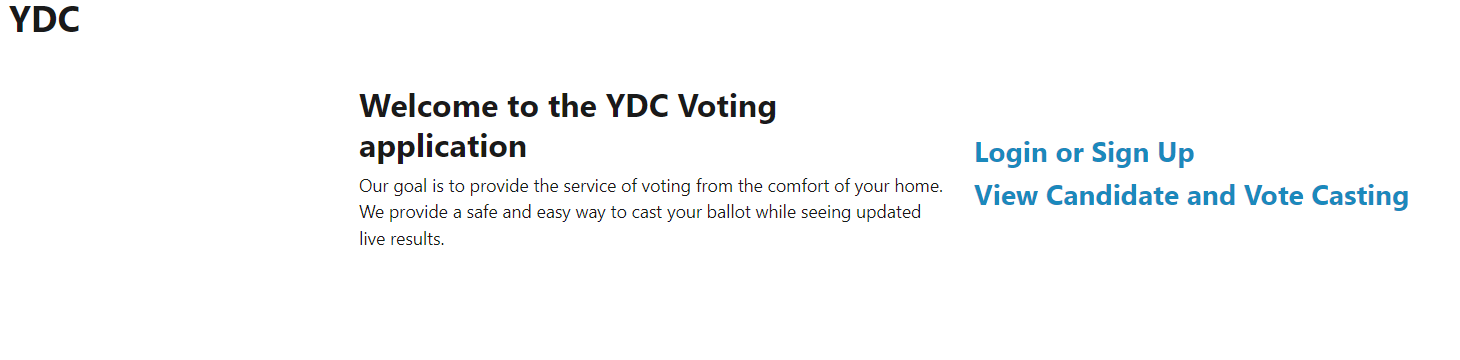 YDC
Welcome to the YDC Voting
application
Our goal is to provide the service of voting from the comfort of your home.
We provide a safe and easy way to cast your ballot while seeing updated
live results.
Login or Sign Up
View Candidate and Vote Casting